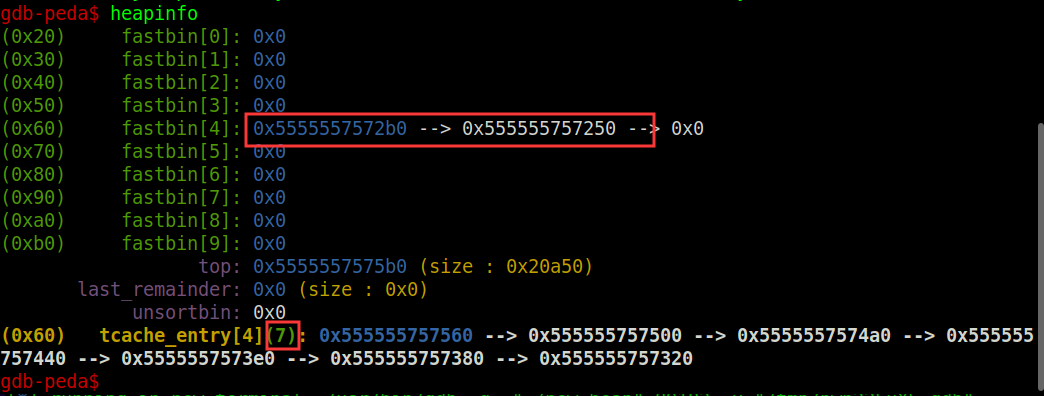 gdb-peda$ heapinfo
(0x20)     fastbin[0]: 0x0
(0x30)     fastbin[1]: 0x0
(0x40)     fastbin[2]: 0x0
(0x50)     fastbin[3]: 0x0
(0x60)     fastbin[4]: 0x5555557572b0 --> 0x555555757250 --> 0x0
(0x70)     fastbin[5]: 0x0
(0x80)     fastbin[6]: 0x0
(0x90)     fastbin[7]: 0x0
(0xa0)     fastbin[8]: 0x0
(0xb0)     fastbin[9]: 0x0
                  top: 0x5555557575b0 (size : 0x20a50)
       last_remainder: 0x0 (size : 0x0)
            unsortbin: 0x0
(0x60)   tcache_entry[4](7): 0x555555757560 --> 0x555555757500 --> 0x5555557574a0 --> 0x555555
757440 --> 0x5555557573e0 --> 0x555555757380 --> 0x555555757320
gdb-peda$